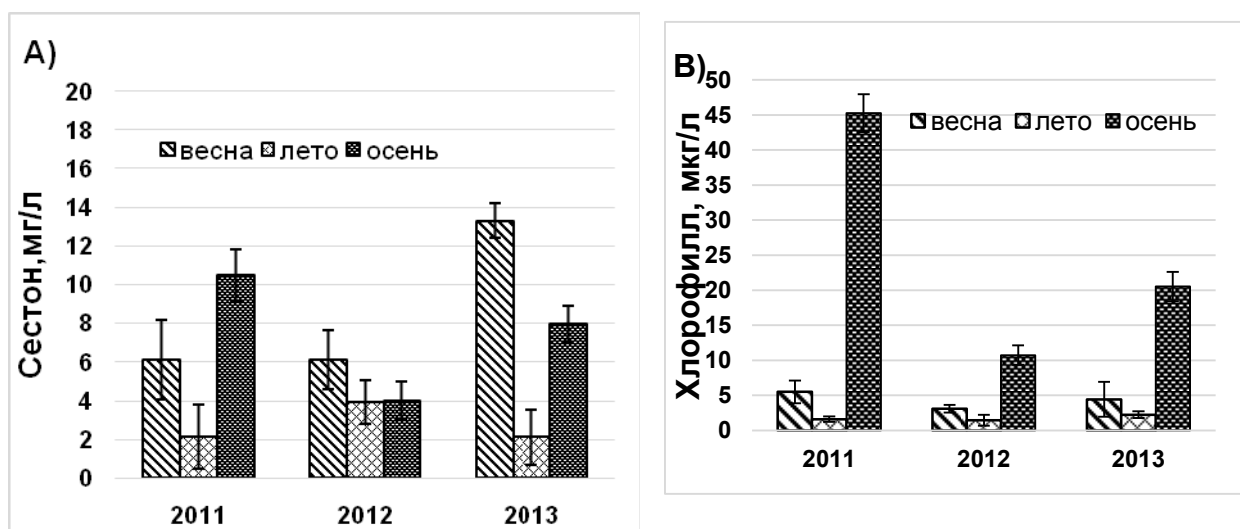 А)
Сестон,мг/л
20
18
16
14
12
10
8
6
4
2
0
весна лето осень
2011 2012 2013
В)
Хлорофилл, мкг/л
50
45
40
35
30
25
20
15
10
5
0
весна лето осень
2011 2012 2013